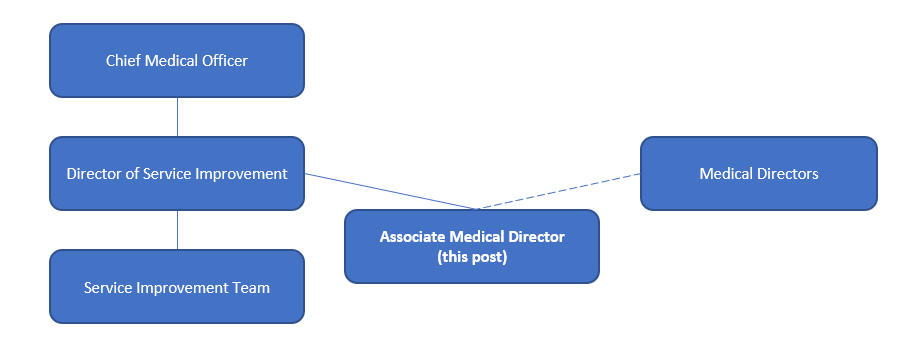 Chief Medical Officer
Director of Service Improvement
Medical Directors
Associate Medical Director
(this post)
Service Improvement Team